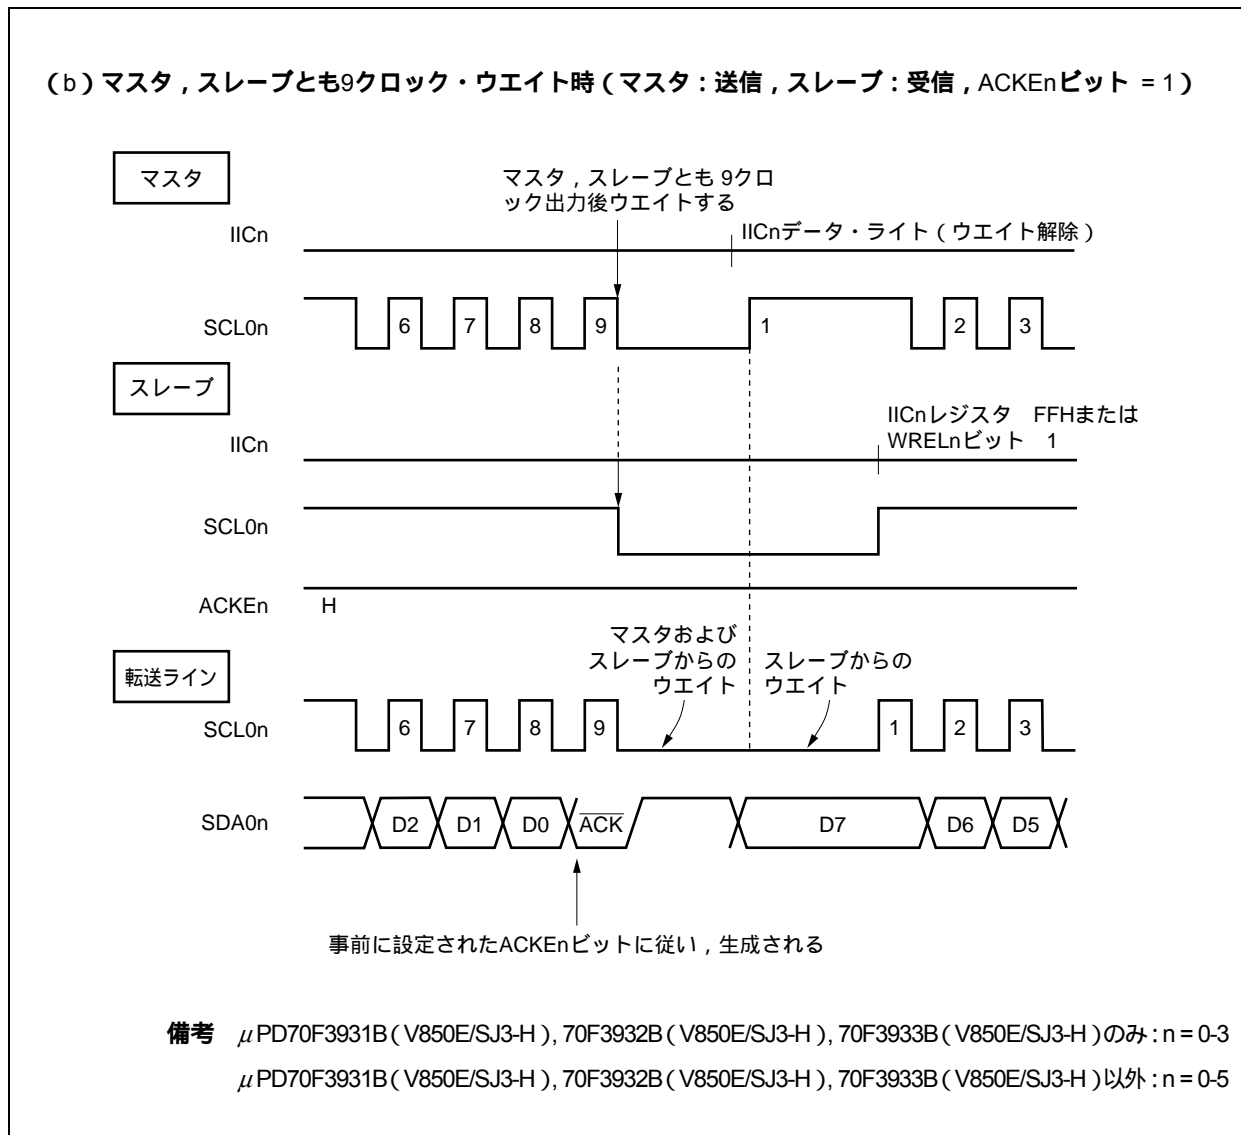 (b)マスタ,スレーブとも9クロック・ウエイト時(マスタ:送信,スレーブ:受信,ACKEnビット = 1)
マスタ
マスタ,スレーブとも 9クロ
ック出力後ウエイトする
IICn
IICnデータ・ライト(ウエイト解除)
SCL0n
6 7 8 9 1 2 3
スレーブ
IICnレジスタ FFHまたは
WRELnビット 1
IICn
SCL0n
ACKEn
H
マスタおよび
スレーブからの
ウエイト
スレーブからの
ウエイト
転送ライン
SCL0n
6 7 8 9 1 2 3
SDA0n
D2 D1 D0 ACK D7 D6 D5
事前に設定されたACKEnビットに従い,生成される
備考 μPD70F3931B(V850E/SJ3-H), 70F3932B(V850E/SJ3-H), 70F3933B(V850E/SJ3-H)のみ:n = 0-3
μPD70F3931B(V850E/SJ3-H), 70F3932B(V850E/SJ3-H), 70F3933B(V850E/SJ3-H)以外:n = 0-5